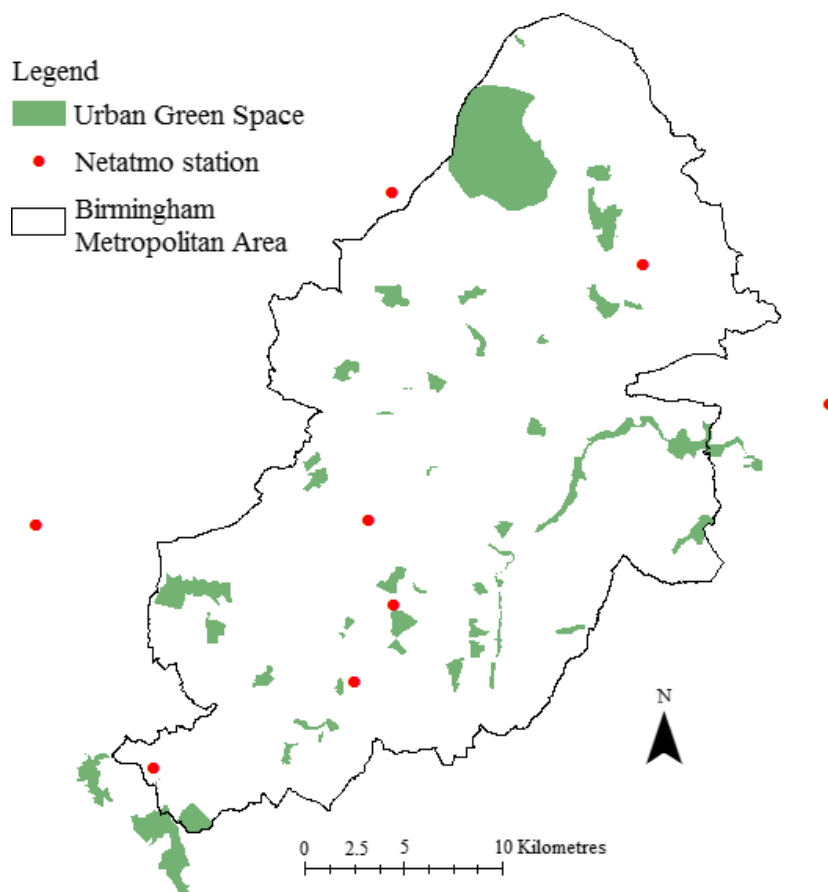 Legend
Urban Green Space
Netatmo station
Birmingham
Metropolitan Area
N
0 2.5 5 10 Kilometres